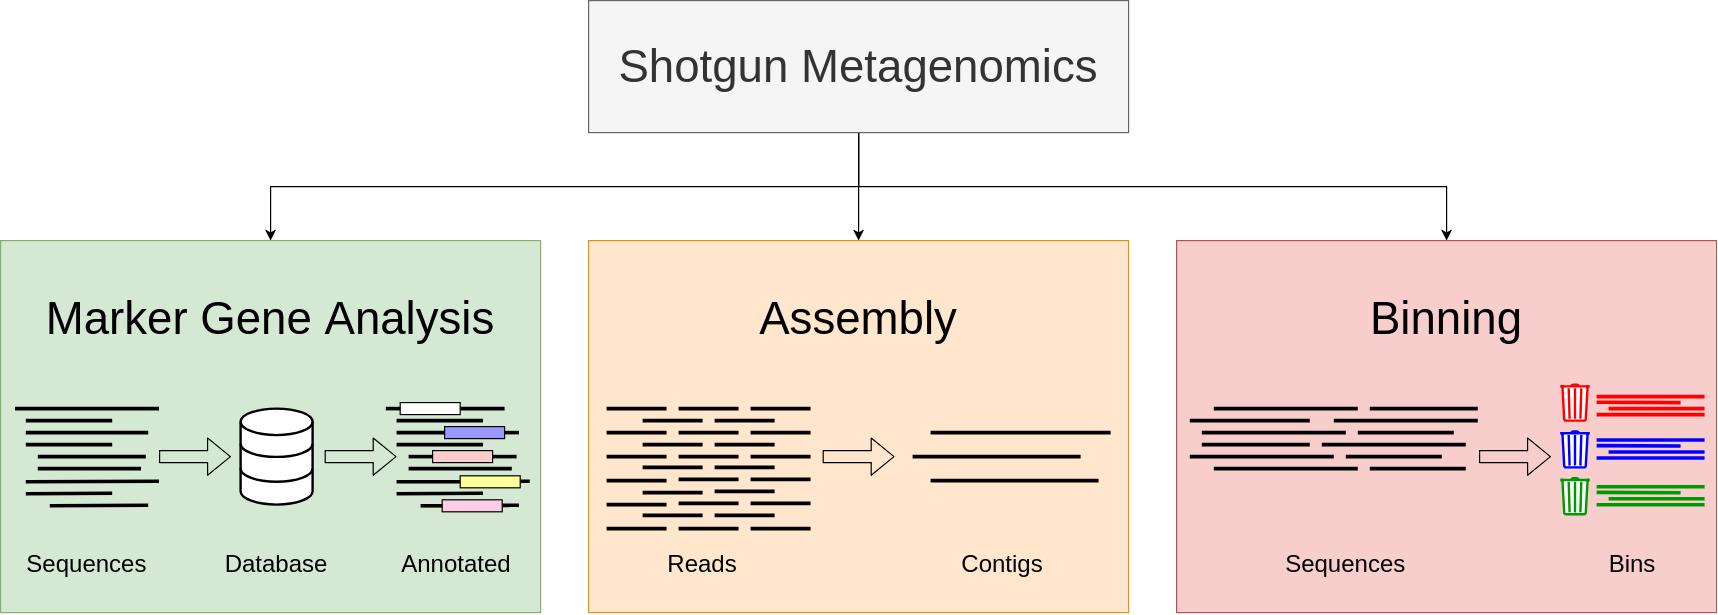 Shotgun Metagenomics
Marker Gene Analysis
Sequences
Database
Annotated
Assembly
Reads
Contigs
Binning
Sequences
Bins